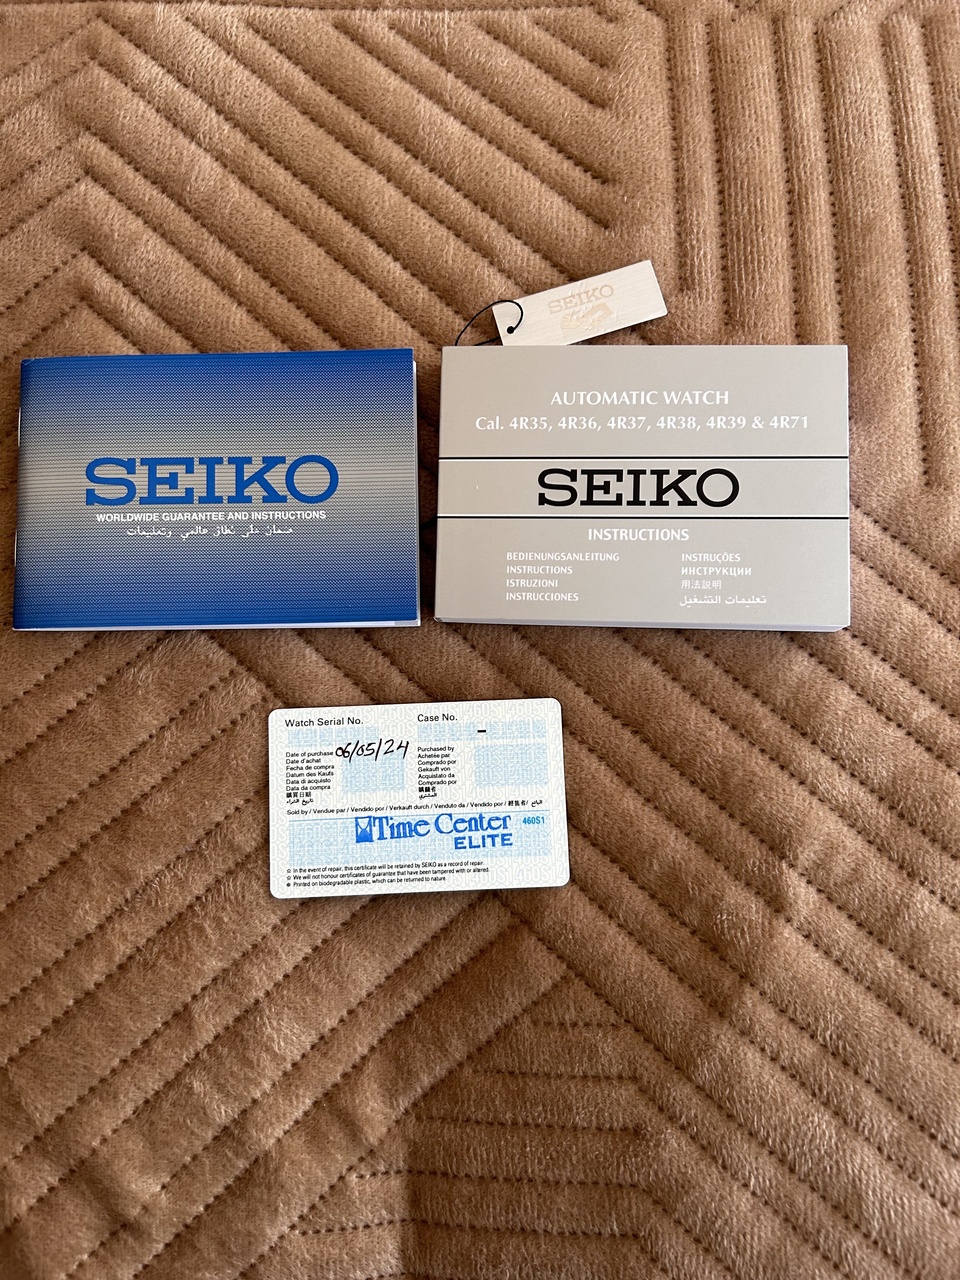 SEIKO
AUTOMATIC WATCH
Cal. 4R35, 4R36, 4R37, 4R38, 4R39 & 4R71
SEIKO
INSTRUCTIONS
BEDIENUNGSANLEITUNG
INSTRUCTIONS
ISTRUZIONI
INSTRUCCIONES
INSTRUÇÕES
ИНСТРУКЦИИ
用法説明
تعليمات التشغيل
SEIKO
WORLDWIDE GUARANTEE AND INSTRUCTIONS
ضمان على نطاق عالمي وتعليمات
Watch Serial No.
Case No.
–
Date of purchase 06/05/24
Date d'achat
Fecha de compra
Datum des Kaufs
Data di acquisto
Data da compra
購買日期
تاريخ الشراء
Purchased by
Achetée par
Comprado por
Gekauft von
Acquistato da
Comprado por
購錶者
المشتري
Sold by / Vendue par / Vendido por / Verkauft durch / Venduto da / Vendido por / 經售者 / البائع
Time Center 460S1
ELITE
☆ In the event of repair, this certificate will be retained by SEIKO as a record of repair.
☆ We will not honour certificates of guarantee that have been tampered with or altered.
Printed on biodegradable plastic, which can be returned to nature